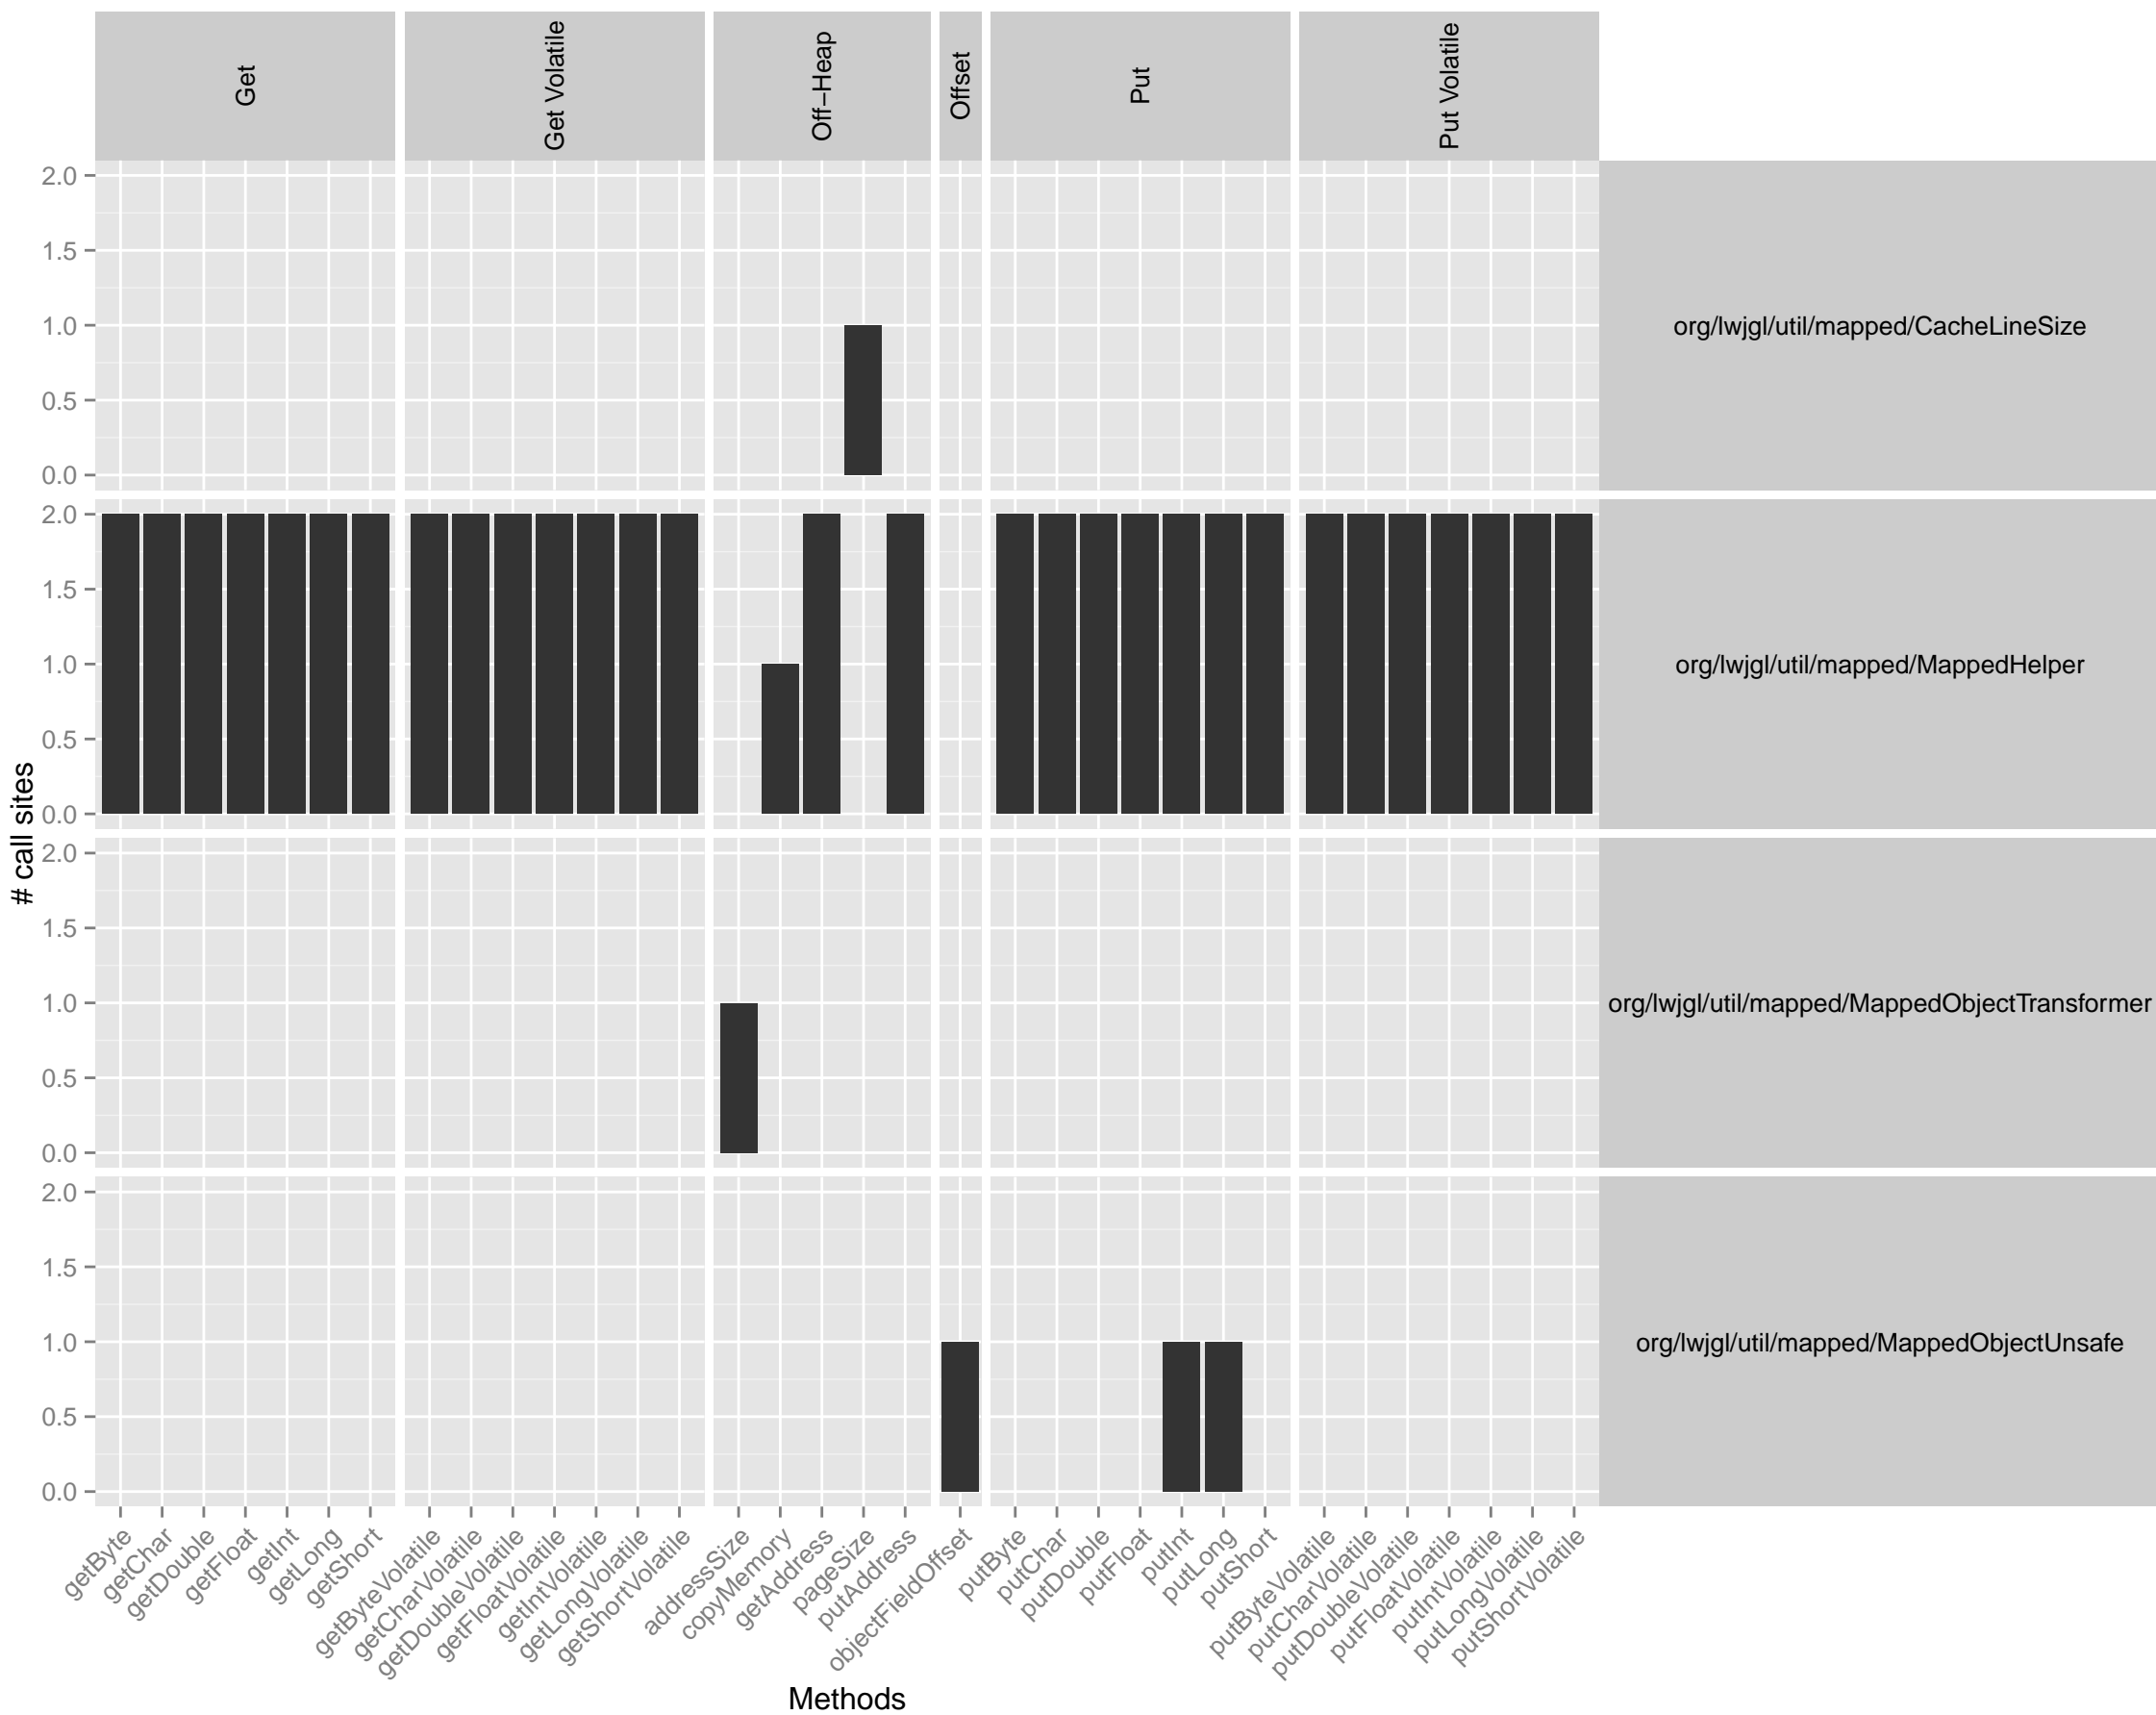 Get
Get Volatile
Off−Heap
Offset
Put
Put Volatile
2.0
1.5
1.0
0.5
0.0
org/lwjgl/util/mapped/CacheLineSize
2.0
1.5
1.0
0.5
0.0
org/lwjgl/util/mapped/MappedHelper
2.0
1.5
1.0
0.5
0.0
org/lwjgl/util/mapped/MappedObjectTransformer
2.0
1.5
1.0
0.5
0.0
org/lwjgl/util/mapped/MappedObjectUnsafe
# call sites
getByte
getChar
getDouble
getFloat
getInt
getLong
getShort
getByteVolatile
getCharVolatile
getDoubleVolatile
getFloatVolatile
getIntVolatile
getLongVolatile
getShortVolatile
addressSize
copyMemory
getAddress
pageSize
putAddress
objectFieldOffset
putByte
putChar
putDouble
putFloat
putInt
putLong
putShort
putByteVolatile
putCharVolatile
putDoubleVolatile
putFloatVolatile
putIntVolatile
putLongVolatile
putShortVolatile
Methods